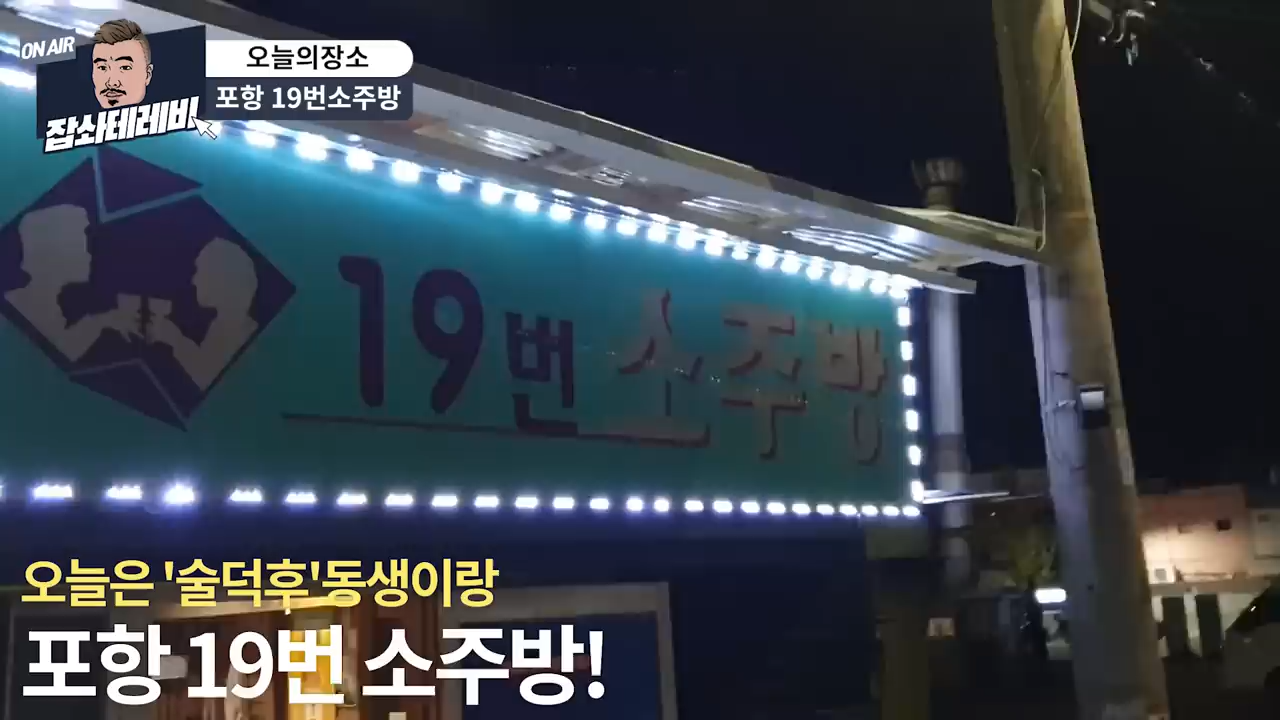 ON AIR
잡솨테레비
오늘의장소
포항 19번소주방
19번 소주방
오늘은 '술덕후'동생이랑
포항 19번 소주방!